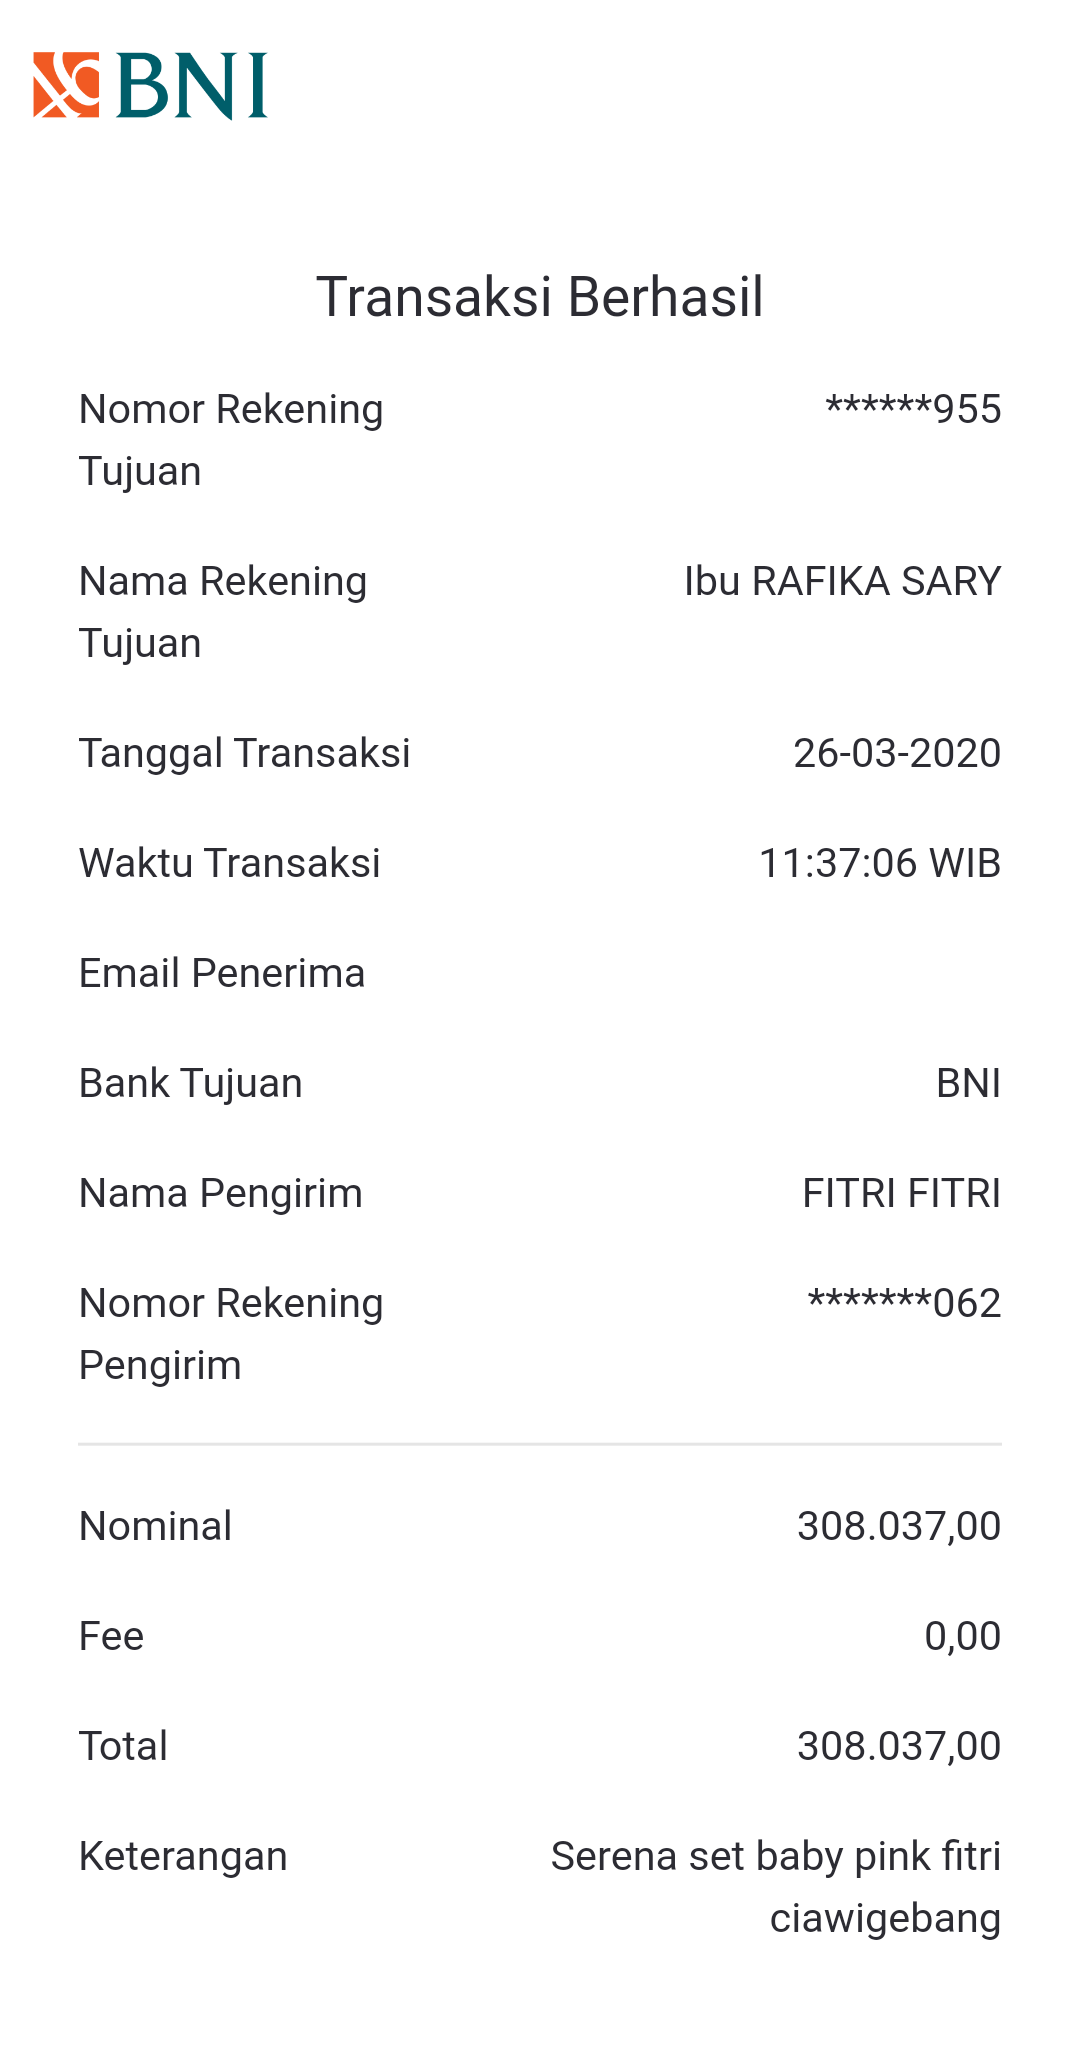 BNI
Transaksi Berhasil
Nomor Rekening Tujuan ******955
Nama Rekening Tujuan Ibu RAFIKA SARY
Tanggal Transaksi 26-03-2020
Waktu Transaksi 11:37:06 WIB
Email Penerima
Bank Tujuan BNI
Nama Pengirim FITRI FITRI
Nomor Rekening Pengirim *******062
Nominal 308.037,00
Fee 0,00
Total 308.037,00
Keterangan Serena set baby pink fitri
ciawigebang